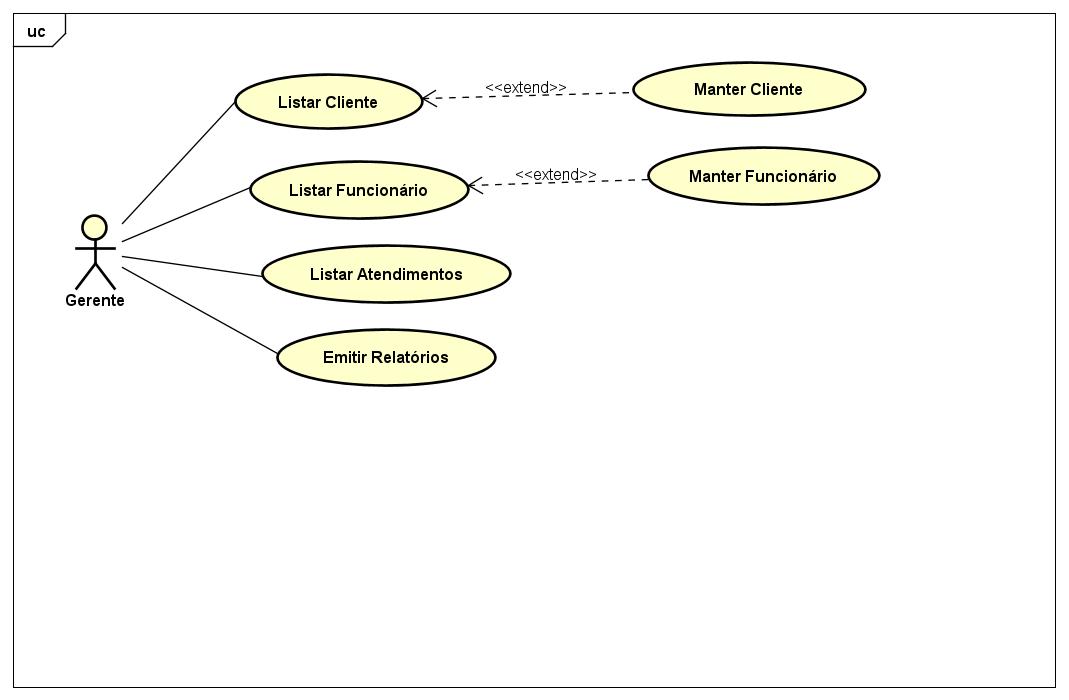 uc
Listar Cliente
<<extend>>
Manter Cliente
Listar Funcionário
<<extend>>
Manter Funcionário
Listar Atendimentos
Gerente
Emitir Relatórios